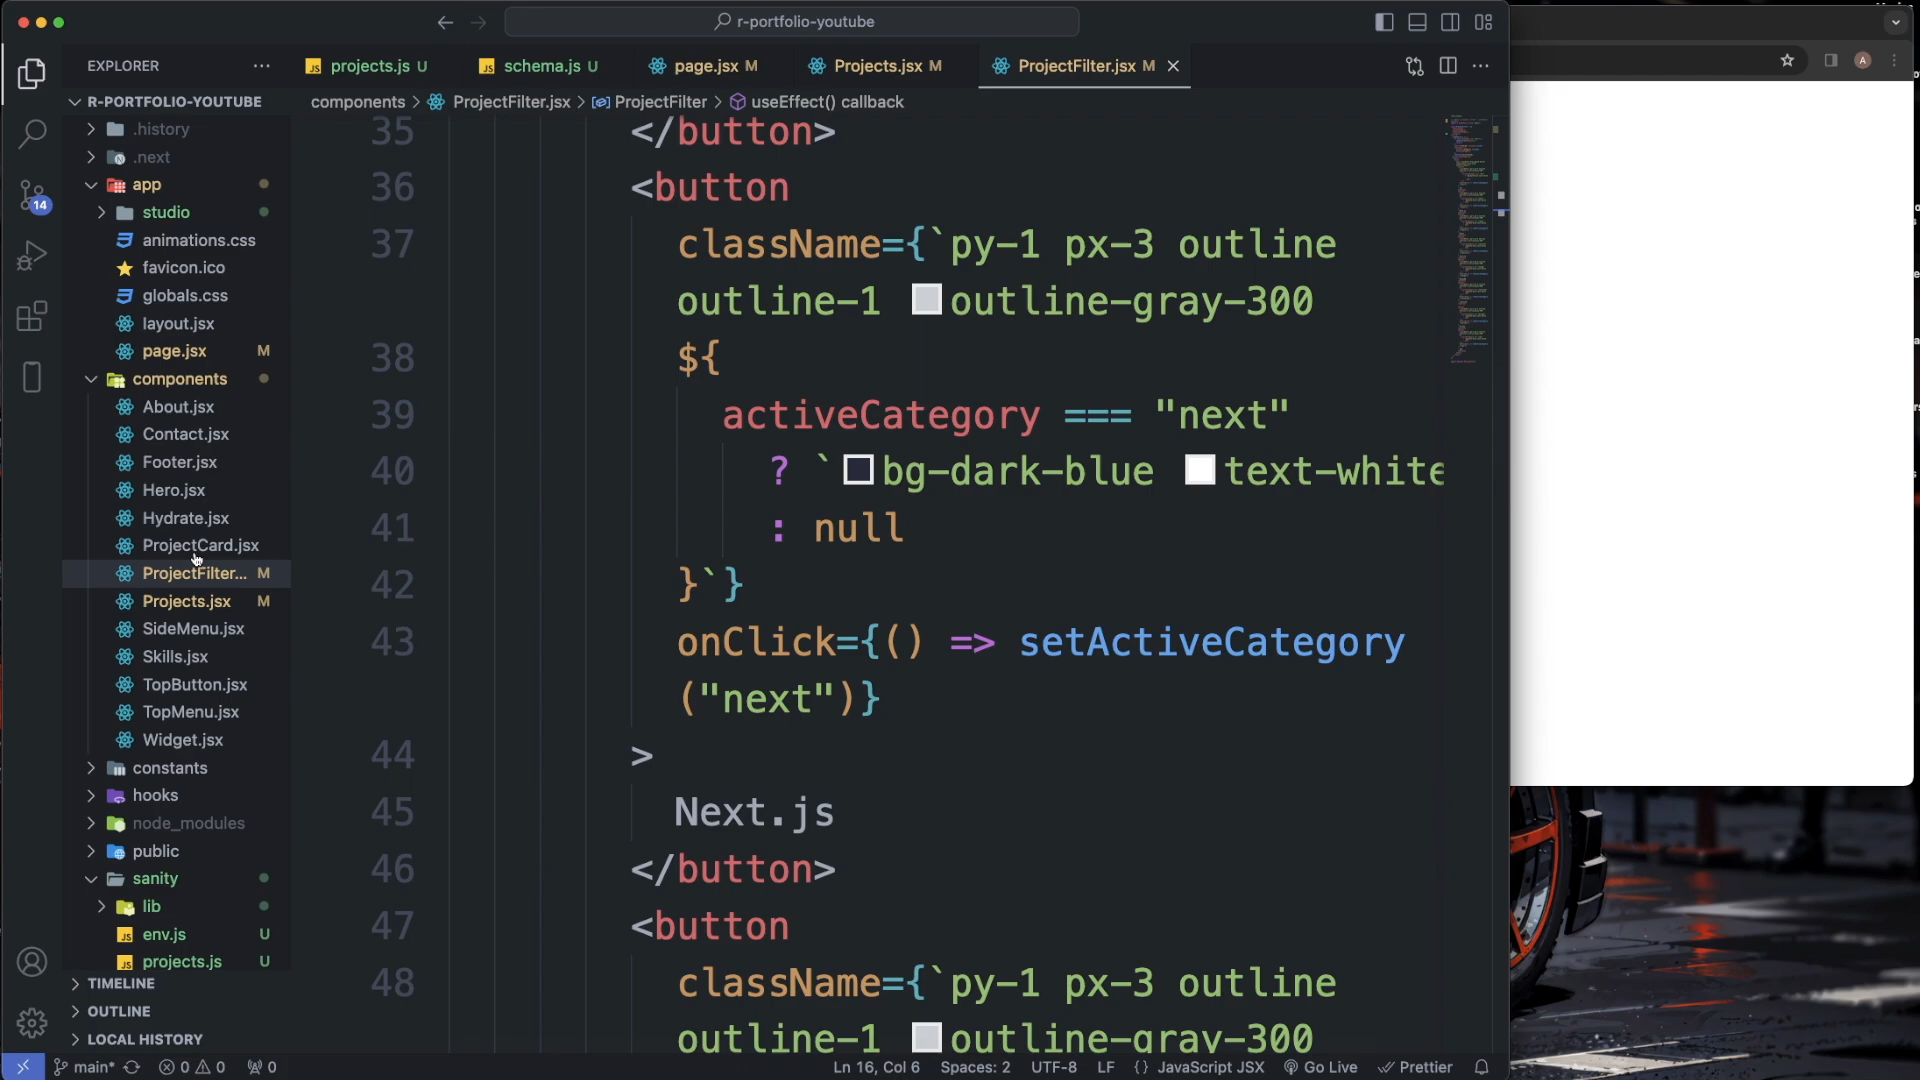 r-portfolio-youtube
EXPLORER
projects.js U
schema.js U
page.jsx M
Projects.jsx M
ProjectFilter.jsx M
R-PORTFOLIO-YOUTUBE
components > ProjectFilter.jsx > ProjectFilter > useEffect() callback
.history
.next
app
studio
animations.css
favicon.ico
globals.css
layout.jsx
page.jsx M
components
About.jsx
Contact.jsx
Footer.jsx
Hero.jsx
Hydrate.jsx
ProjectCard.jsx
ProjectFilter... M
Projects.jsx M
SideMenu.jsx
Skills.jsx
TopButton.jsx
TopMenu.jsx
Widget.jsx
constants
hooks
node_modules
public
sanity
lib
env.js U
projects.js U
TIMELINE
OUTLINE
LOCAL HISTORY
14
35 </button>
36 <button
37 className={`py-1 px-3 outline
outline-1 outline-gray-300
38 ${
39 activeCategory === "next"
40 ? `bg-dark-blue text-white
41 : null
42 }`}
43 onClick={() => setActiveCategory
("next")}
44 >
45 Next.js
46 </button>
47 <button
48 className={`py-1 px-3 outline
outline-1 outline-gray-300
A
main* 0 0 0
Ln 16, Col 6 Spaces: 2 UTF-8 LF {} JavaScript JSX Go Live Prettier